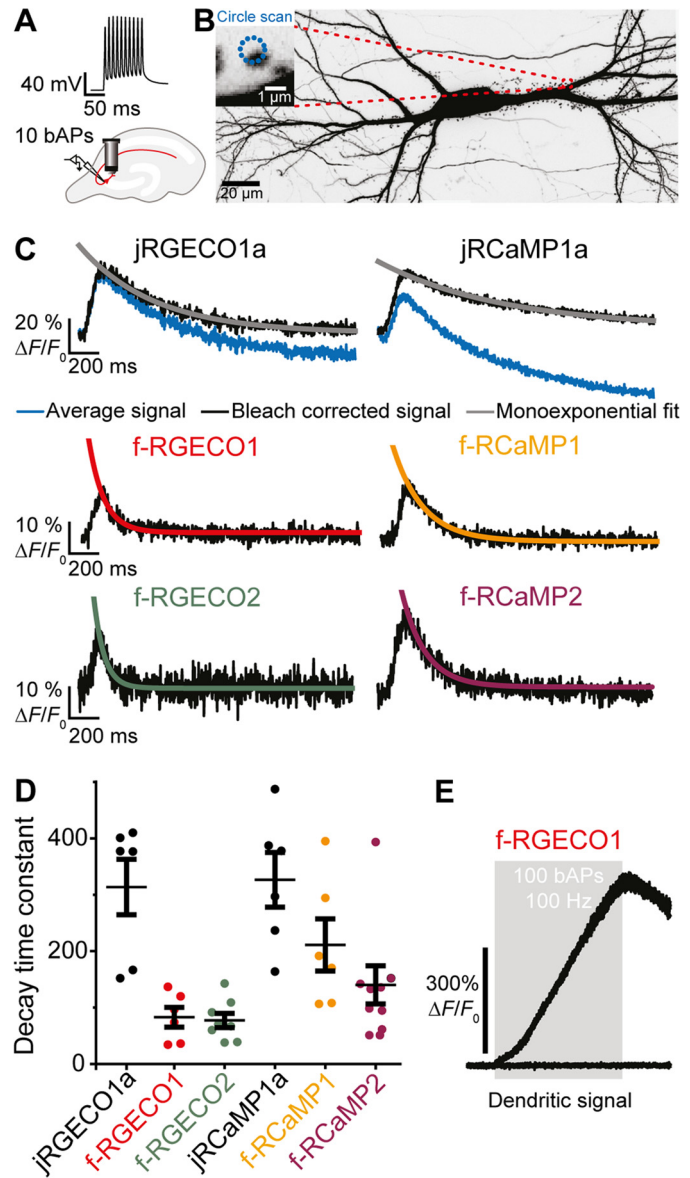 A
40 mV
50 ms
10 bAPs
B
Circle scan
1 µm
20 µm
C
jRGECO1a
jRCaMP1a
20 %
ΔF/F0
200 ms
Average signal
Bleach corrected signal
Monoexponential fit
f-RGECO1
f-RCaMP1
10 %
ΔF/F0
200 ms
f-RGECO2
f-RCaMP2
10 %
ΔF/F0
200 ms
D
Decay time constant
400
200
0
jRGECO1a
f-RGECO1
f-RGECO2
jRCaMP1a
f-RCaMP1
f-RCaMP2
E
f-RGECO1
100 bAPs
100 Hz
300%
ΔF/F0
Dendritic signal